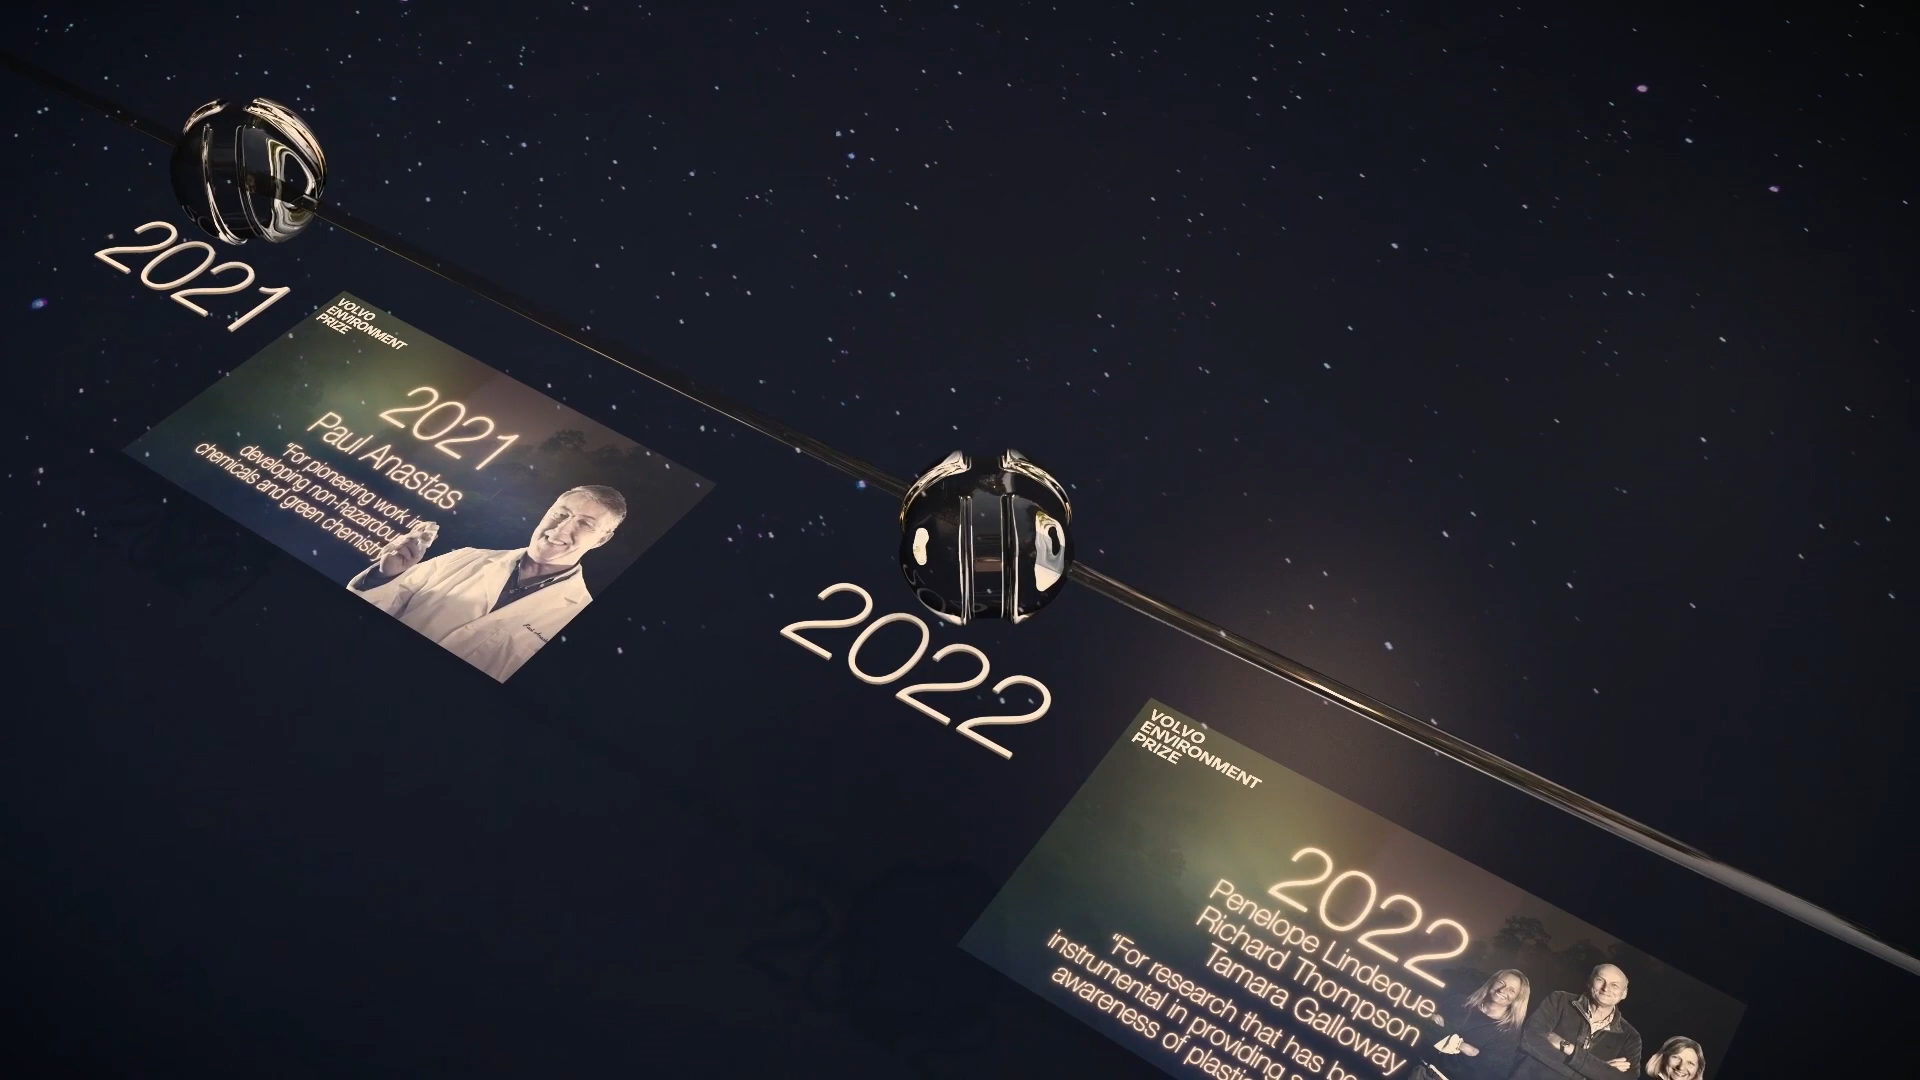 2021
VOLVO
ENVIRONMENT
PRIZE
2021
Paul Anastas
"For pioneering work in
developing non-hazardous
chemicals and green chemistry"
2022
VOLVO
ENVIRONMENT
PRIZE
2022
Penelope Lindeque
Richard Thompson
Tamara Galloway
"For research that has be
instrumental in providing
awareness of plastic